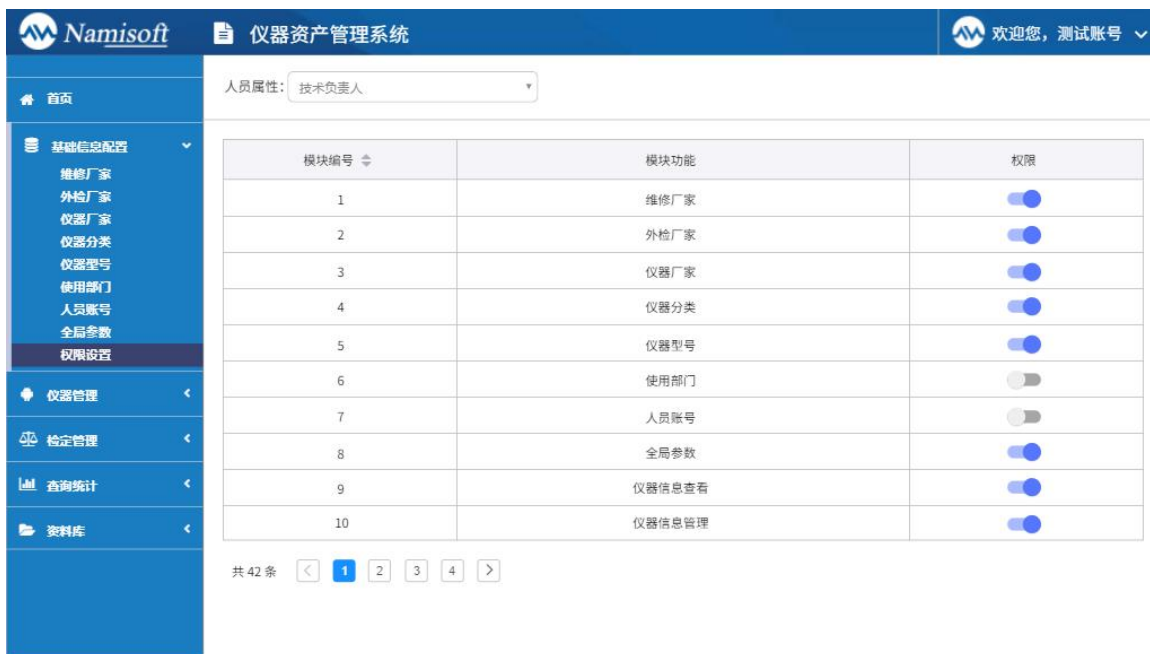 Namisoft
仪器资产管理系统
欢迎您，测试账号
首页
基础信息配置
维修厂家
外检厂家
仪器厂家
仪器分类
仪器型号
使用部门
人员账号
全局参数
权限设置
仪器管理
检定管理
查询统计
资料库
人员属性： 技术负责人
模块编号 模块功能 权限
1 维修厂家
2 外检厂家
3 仪器厂家
4 仪器分类
5 仪器型号
6 使用部门
7 人员账号
8 全局参数
9 仪器信息查看
10 仪器信息管理
共 42 条 < 1 2 3 4 >